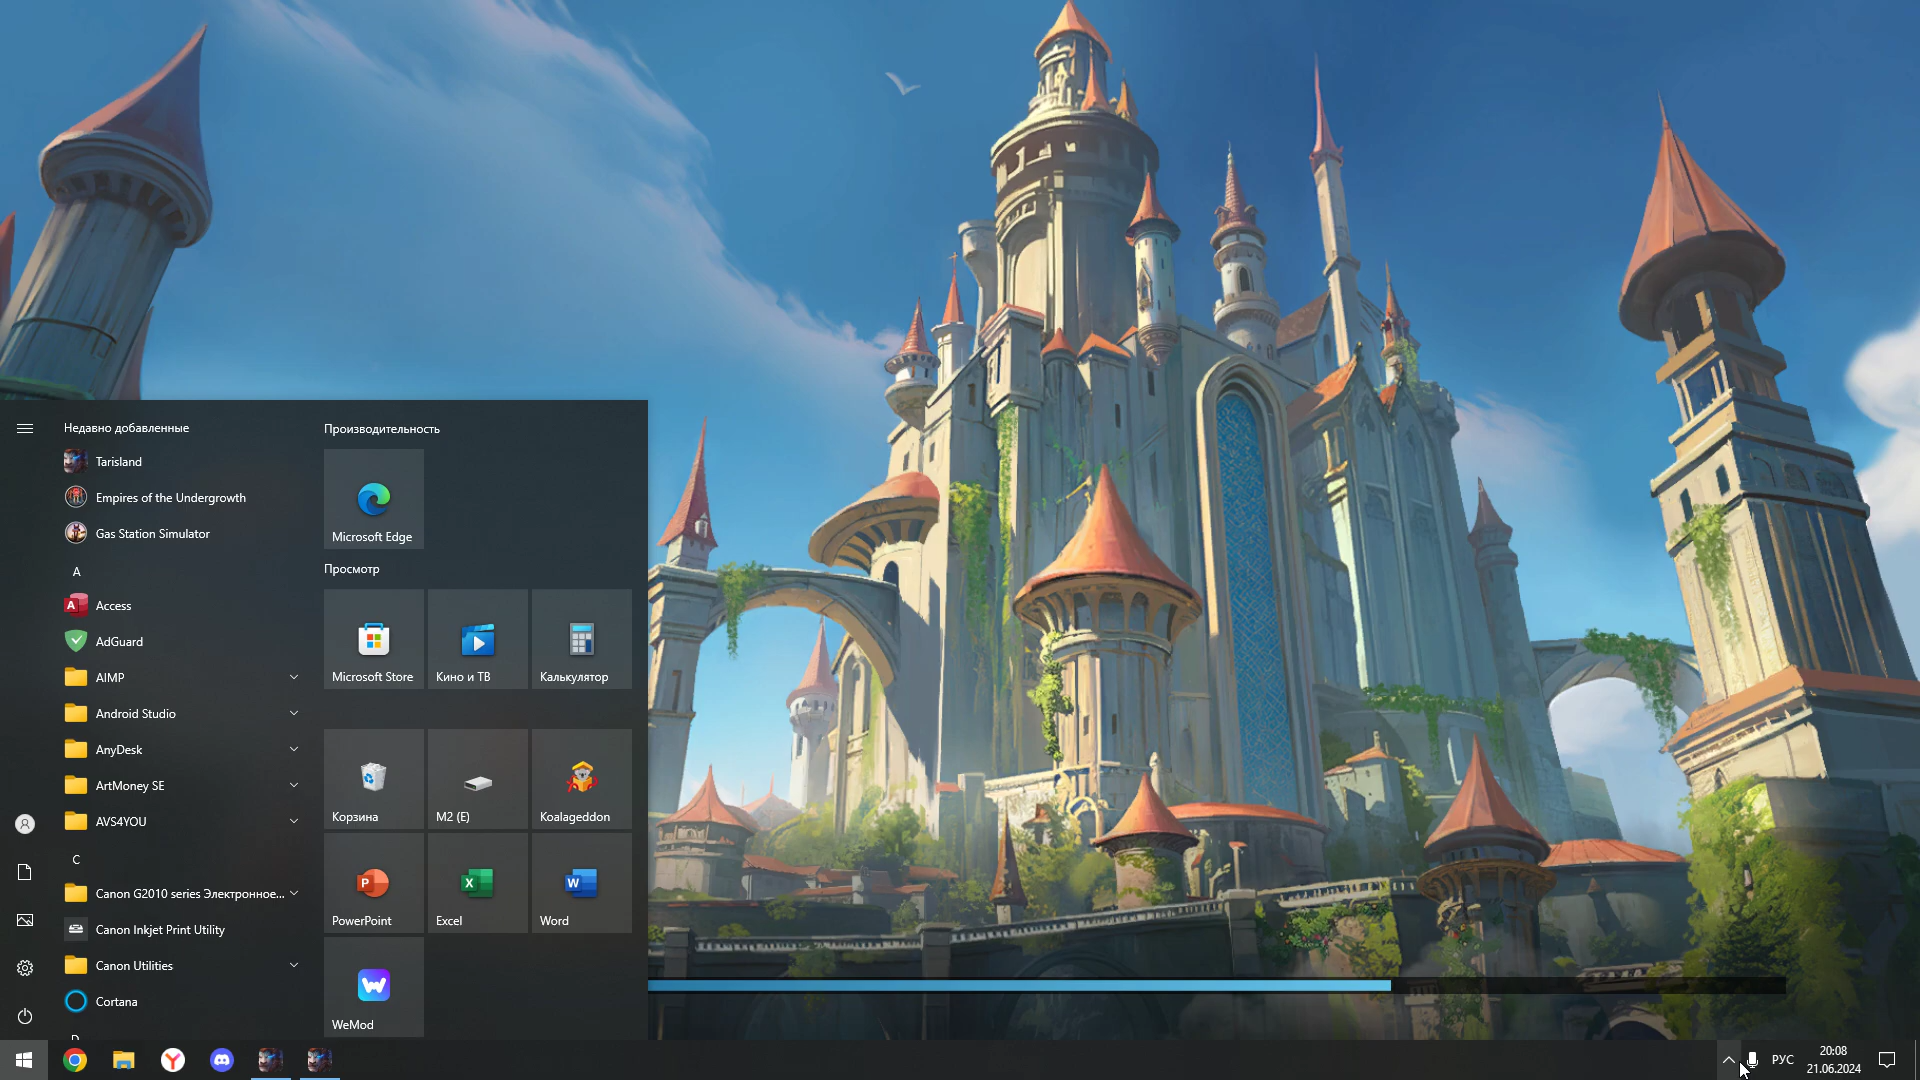 Недавно добавленные
Tarisland
Empires of the Undergrowth
Gas Station Simulator
A
Access
AdGuard
AIMP
Android Studio
AnyDesk
ArtMoney SE
AVS4YOU
C
Canon G2010 series Электронное...
Canon Inkjet Print Utility
Canon Utilities
Cortana
D
Производительность
Microsoft Edge
Просмотр
Microsoft Store
Кино и ТВ
Калькулятор
Корзина
M2 (E)
Koalageddon
PowerPoint
Excel
Word
WeMod
РУС
20:08
21.06.2024